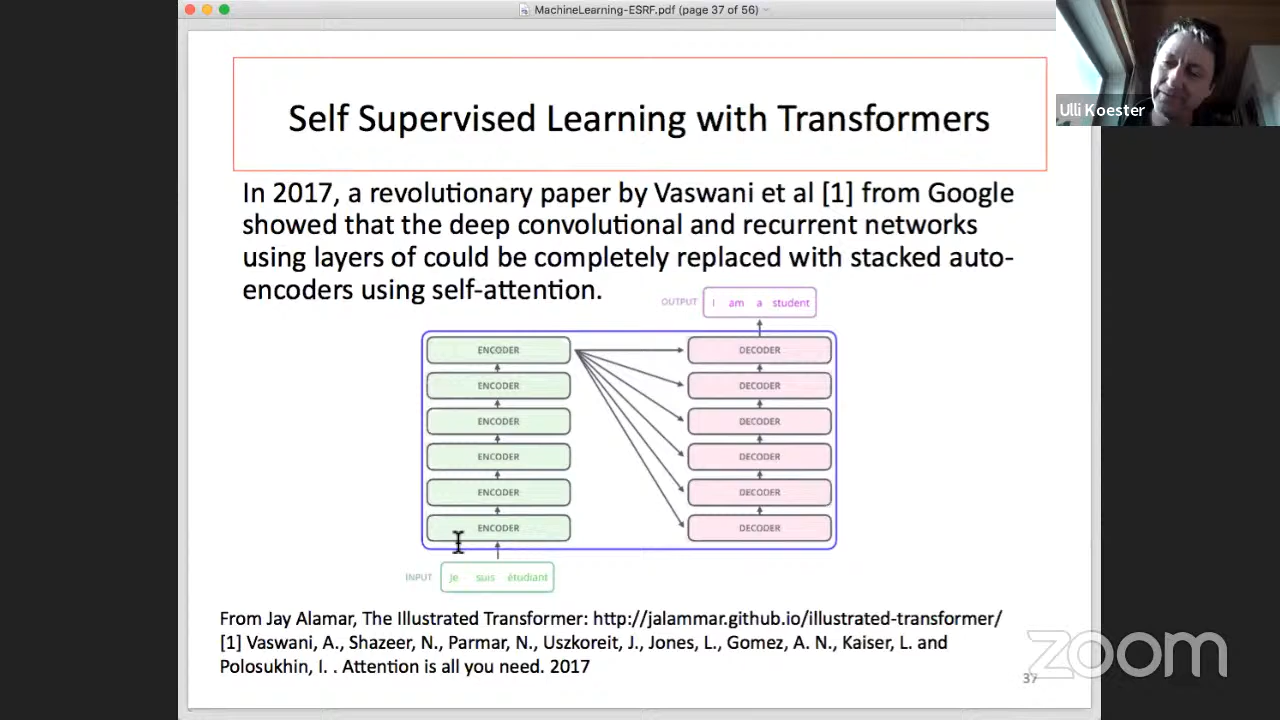 MachineLearning-ESRF.pdf (page 37 of 56)
Ulli Koester
Self Supervised Learning with Transformers
In 2017, a revolutionary paper by Vaswani et al [1] from Google
showed that the deep convolutional and recurrent networks
using layers of could be completely replaced with stacked auto-
encoders using self-attention.
OUTPUT I am a student
ENCODER DECODER
ENCODER DECODER
ENCODER DECODER
ENCODER DECODER
ENCODER DECODER
ENCODER DECODER
INPUT Je suis étudiant
From Jay Alamar, The Illustrated Transformer: http://jalammar.github.io/illustrated-transformer/
[1] Vaswani, A., Shazeer, N., Parmar, N., Uszkoreit, J., Jones, L., Gomez, A. N., Kaiser, L. and
Polosukhin, I. . Attention is all you need. 2017
zoom
37